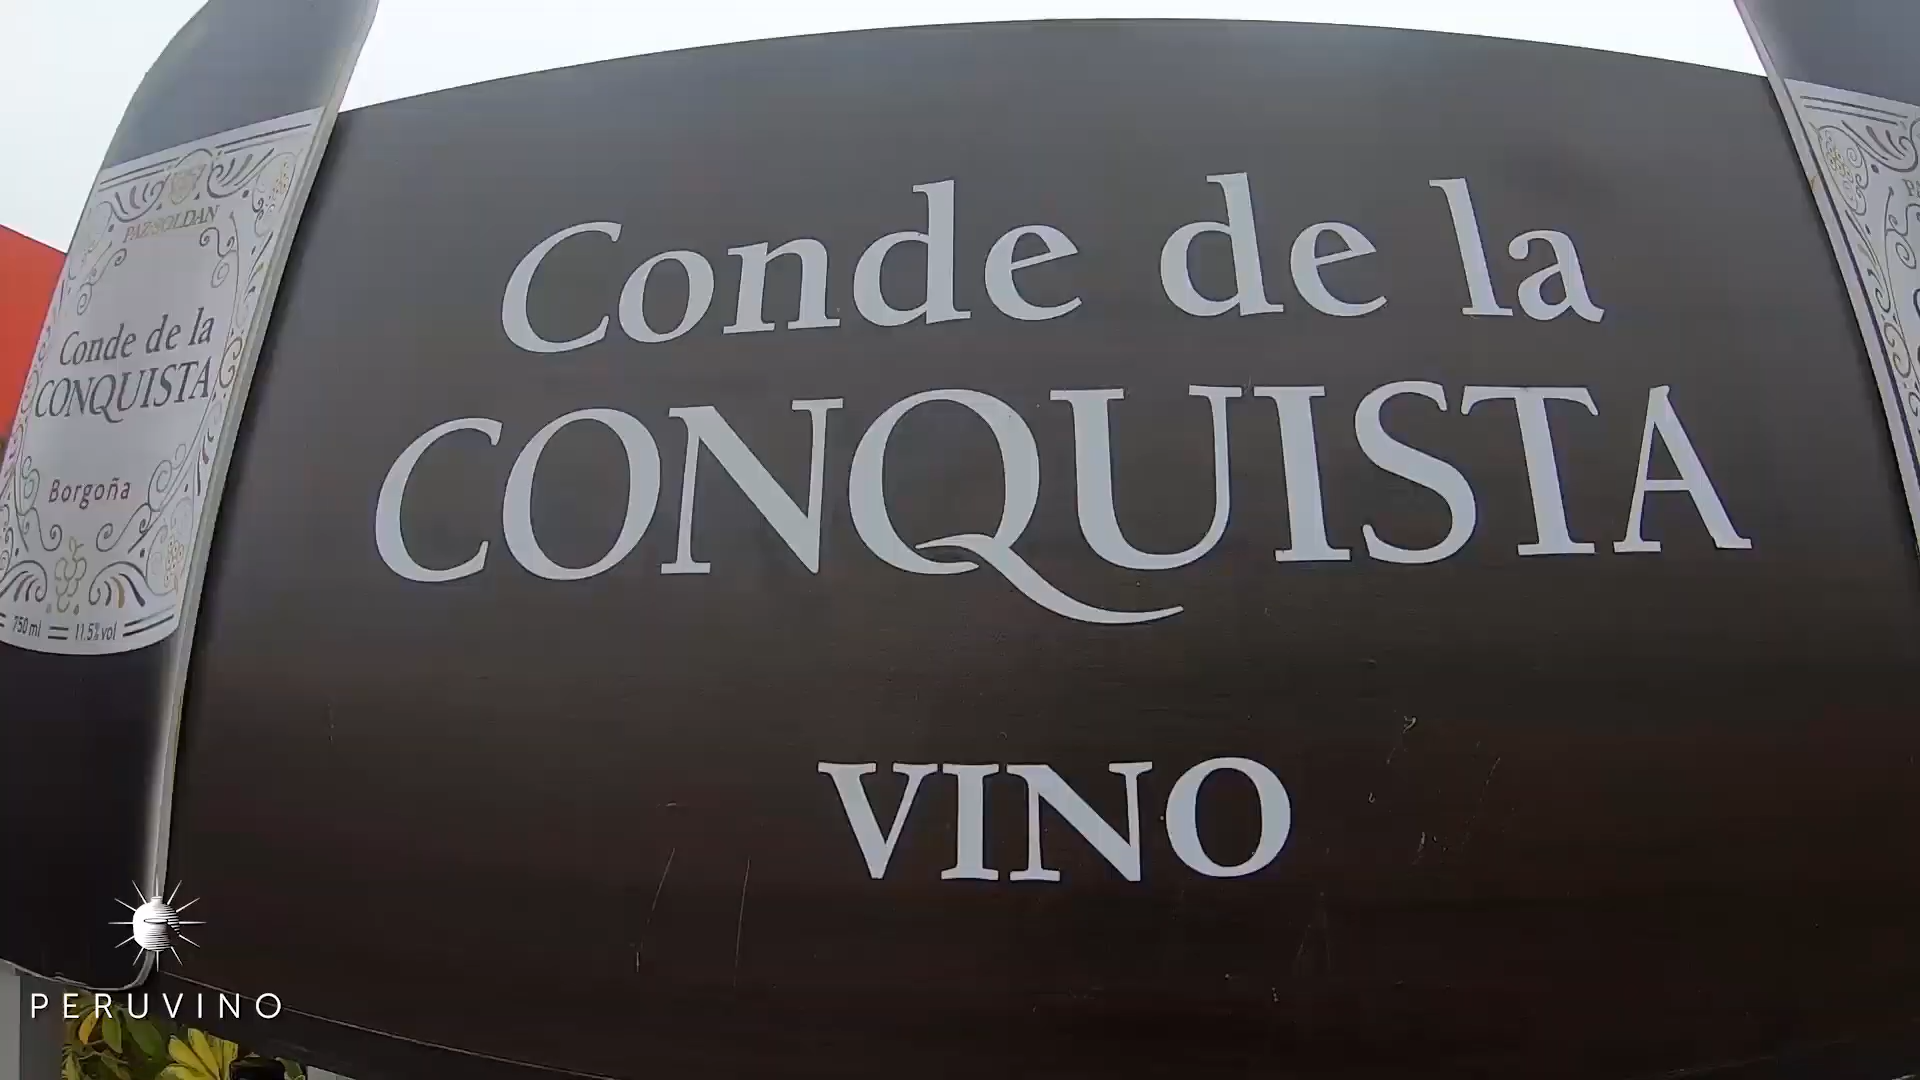 Conde de la
CONQUISTA
VINO
PAZ SOLDAN
Conde de la
CONQUISTA
Borgoña
750 ml
11.5% vol
PERUVINO